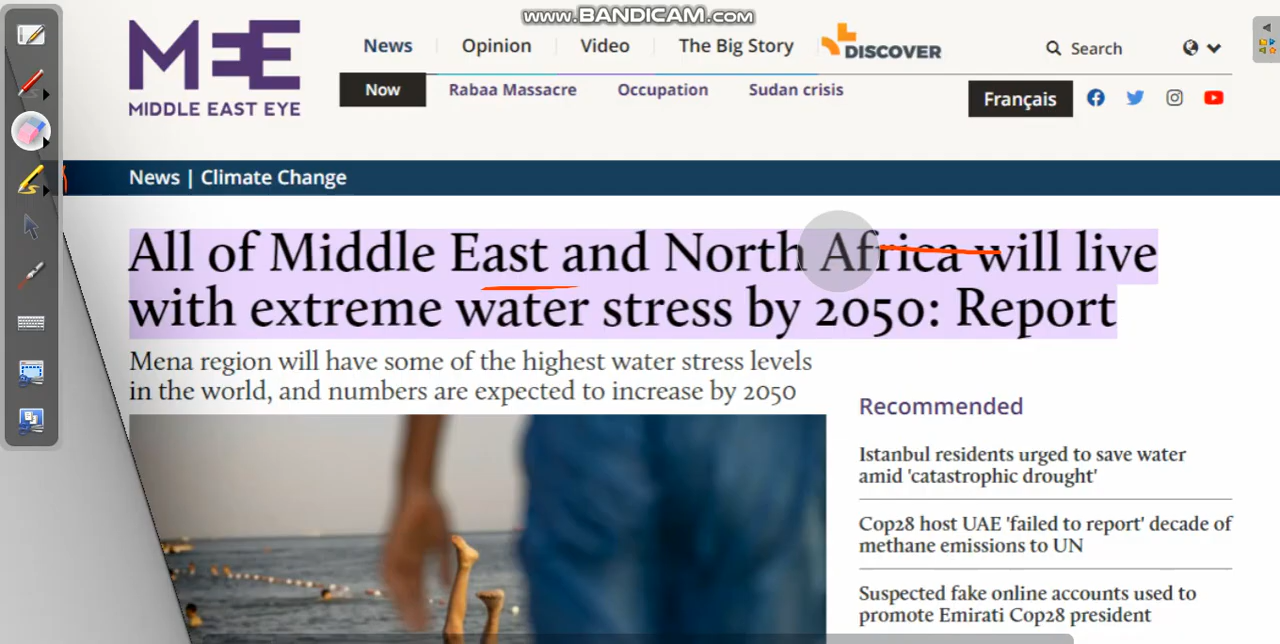 www.BANDICAM.com
MEE
MIDDLE EAST EYE
News Opinion Video The Big Story DISCOVER Search
Now Rabaa Massacre Occupation Sudan crisis Français
News | Climate Change
All of Middle East and North Africa will live
with extreme water stress by 2050: Report
Mena region will have some of the highest water stress levels
in the world, and numbers are expected to increase by 2050
Recommended
Istanbul residents urged to save water
amid 'catastrophic drought'
Cop28 host UAE 'failed to report' decade of
methane emissions to UN
Suspected fake online accounts used to
promote Emirati Cop28 president